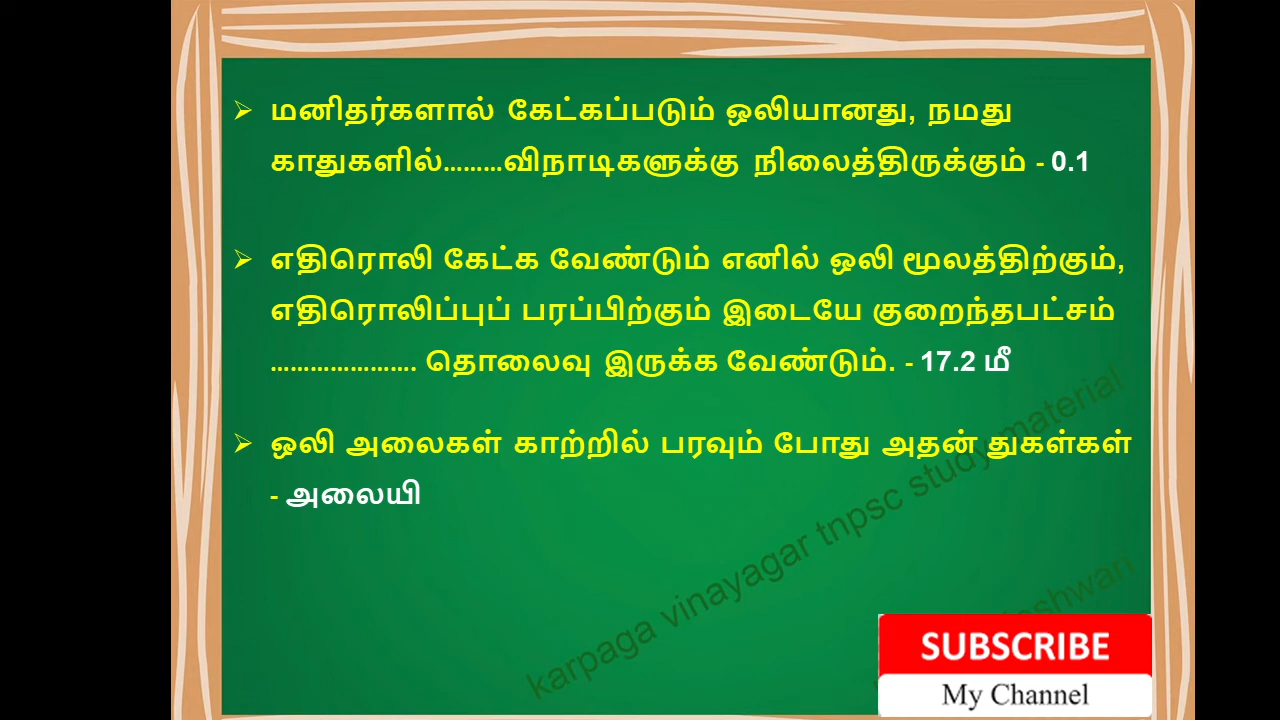 மனிதர்களால் கேட்கப்படும் ஒலியானது, நமது
காதுகளில்.........விநாடிகளுக்கு நிலைத்திருக்கும் - 0.1
எதிரொலி கேட்க வேண்டும் எனில் ஒலி மூலத்திற்கும்,
எதிரொலிப்புப் பரப்பிற்கும் இடையே குறைந்தபட்சம்
...................... தொலைவு இருக்க வேண்டும். - 17.2 மீ
ஒலி அலைகள் காற்றில் பரவும் போது அதன் துகள்கள்
- அலையி
karpaga vinayagar tnpsc study material
SUBSCRIBE
My Channel